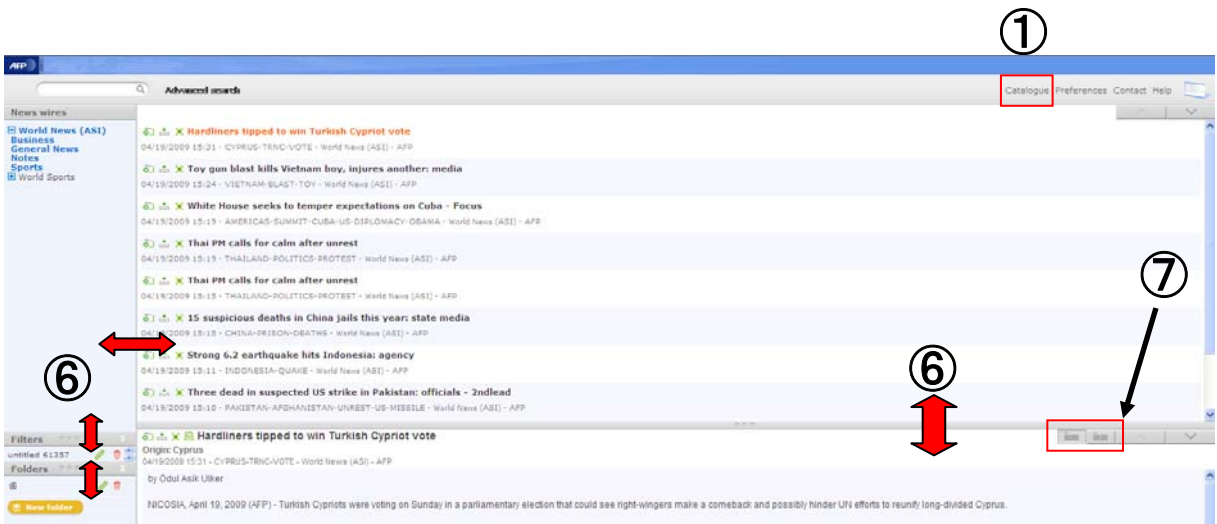 ①
AFP
Advanced search
Catalogue Preferences Contact Help
News wires
World News (ASI)
Business
General News
Notes
Sports
World Sports
Hardliners tipped to win Turkish Cypriot vote
04/19/2009 15:31 - CYPRUS-TRNC-VOTE - World News (ASI) - AFP
Toy gun blast kills Vietnam boy, injures another: media
04/19/2009 15:24 - VIETNAM-BLAST-TOY - World News (ASI) - AFP
White House seeks to temper expectations on Cuba - Focus
04/19/2009 15:19 - AMERICAS-SUMMIT-CUBA-US-DIPLOMACY-OBAMA - World News (ASI) - AFP
Thai PM calls for calm after unrest
04/19/2009 15:15 - THAILAND-POLITICS-PROTEST - World News (ASI) - AFP
Thai PM calls for calm after unrest
04/19/2009 15:15 - THAILAND-POLITICS-PROTEST - World News (ASI) - AFP
⑦
15 suspicious deaths in China jails this year: state media
04/19/2009 15:15 - CHINA-PRISON-DEATHS - World News (ASI) - AFP
Strong 6.2 earthquake hits Indonesia: agency
04/19/2009 15:11 - INDONESIA-QUAKE - World News (ASI) - AFP
⑥
⑥
Three dead in suspected US strike in Pakistan: officials - 2ndlead
04/19/2009 15:10 - PAKISTAN-AFGHANISTAN-UNREST-US-MISSILE - World News (ASI) - AFP
Filters
untitled 61357
Folders
New folder
Hardliners tipped to win Turkish Cypriot vote
Origin: Cyprus
04/19/2009 15:31 - CYPRUS-TRNC-VOTE - World News (ASI) - AFP
by Odul Asik Ulker
NICOSIA, April 19, 2009 (AFP) - Turkish Cypriots were voting on Sunday in a parliamentary election that could see right-wingers make a comeback and possibly hinder UN efforts to reunify long-divided Cyprus.